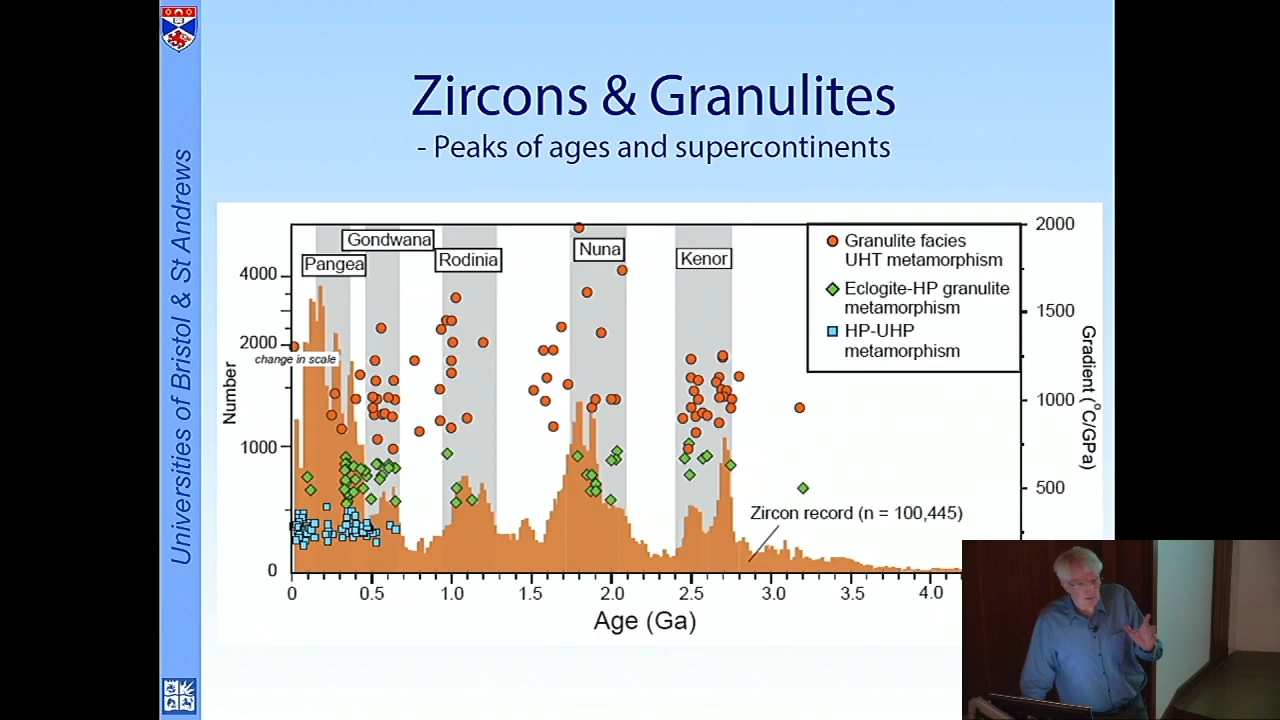 Universities of Bristol & St Andrews
Zircons & Granulites
- Peaks of ages and supercontinents
Gondwana
Pangea
Rodinia
Nuna
Kenor
Granulite facies
UHT metamorphism
Eclogite-HP granulite
metamorphism
HP-UHP
metamorphism
4000
2000
change in scale
1000
0
Number
2000
1500
1000
500
Gradient (°C/GPa)
Zircon record (n = 100,445)
0 0.5 1.0 1.5 2.0 2.5 3.0 3.5 4.0
Age (Ga)